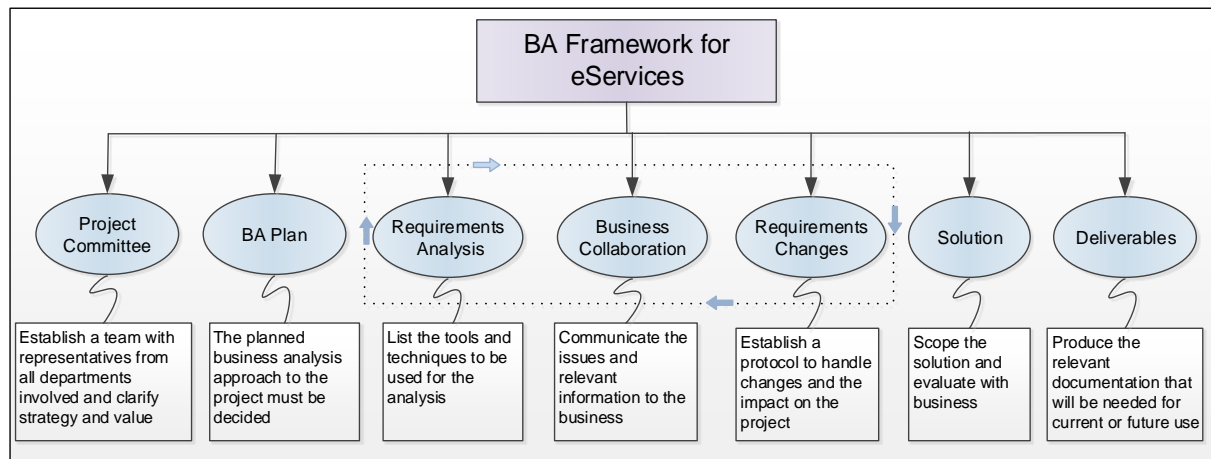 BA Framework for
eServices
Project
Committee
BA Plan
Requirements
Analysis
Business
Collaboration
Requirements
Changes
Solution
Deliverables
Establish a team with
representatives from
all departments
involved and clarify
strategy and value
The planned
business analysis
approach to the
project must be
decided
List the tools and
techniques to be
used for the
analysis
Communicate the
issues and
relevant
information to the
business
Establish a
protocol to handle
changes and the
impact on the
project
Scope the
solution and
evaluate with
business
Produce the
relevant
documentation that
will be needed for
current or future use